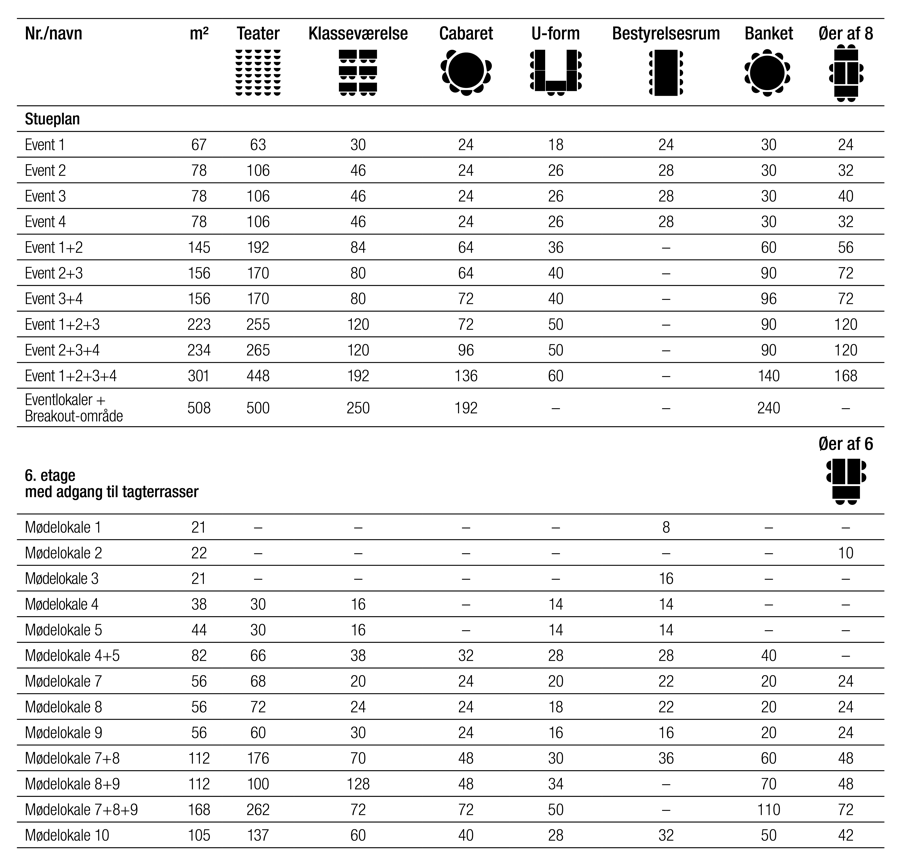 Nr./navn m² Teater Klasseværelse Cabaret U-form Bestyrelsesrum Banket Øer af 8
Stueplan
Event 1 67 63 30 24 18 24 30 24
Event 2 78 106 46 24 26 28 30 32
Event 3 78 106 46 24 26 28 30 40
Event 4 78 106 46 24 26 28 30 32
Event 1+2 145 192 84 64 36 – 60 56
Event 2+3 156 170 80 64 40 – 90 72
Event 3+4 156 170 80 72 40 – 96 72
Event 1+2+3 223 255 120 72 50 – 90 120
Event 2+3+4 234 265 120 96 50 – 90 120
Event 1+2+3+4 301 448 192 136 60 – 140 168
Eventlokaler +
Breakout-område 508 500 250 192 – – 240 –
Øer af 6
6. etage
med adgang til tagterrasser
Mødelokale 1 21 – – – – 8 – –
Mødelokale 2 22 – – – – – – 10
Mødelokale 3 21 – – – – 16 – –
Mødelokale 4 38 30 16 – 14 14 – –
Mødelokale 5 44 30 16 – 14 14 – –
Mødelokale 4+5 82 66 38 32 28 28 40 –
Mødelokale 7 56 68 20 24 20 22 20 24
Mødelokale 8 56 72 24 24 18 22 20 24
Mødelokale 9 56 60 30 24 16 16 20 24
Mødelokale 7+8 112 176 70 48 30 36 60 48
Mødelokale 8+9 112 100 128 48 34 – 70 48
Mødelokale 7+8+9 168 262 72 72 50 – 110 72
Mødelokale 10 105 137 60 40 28 32 50 42